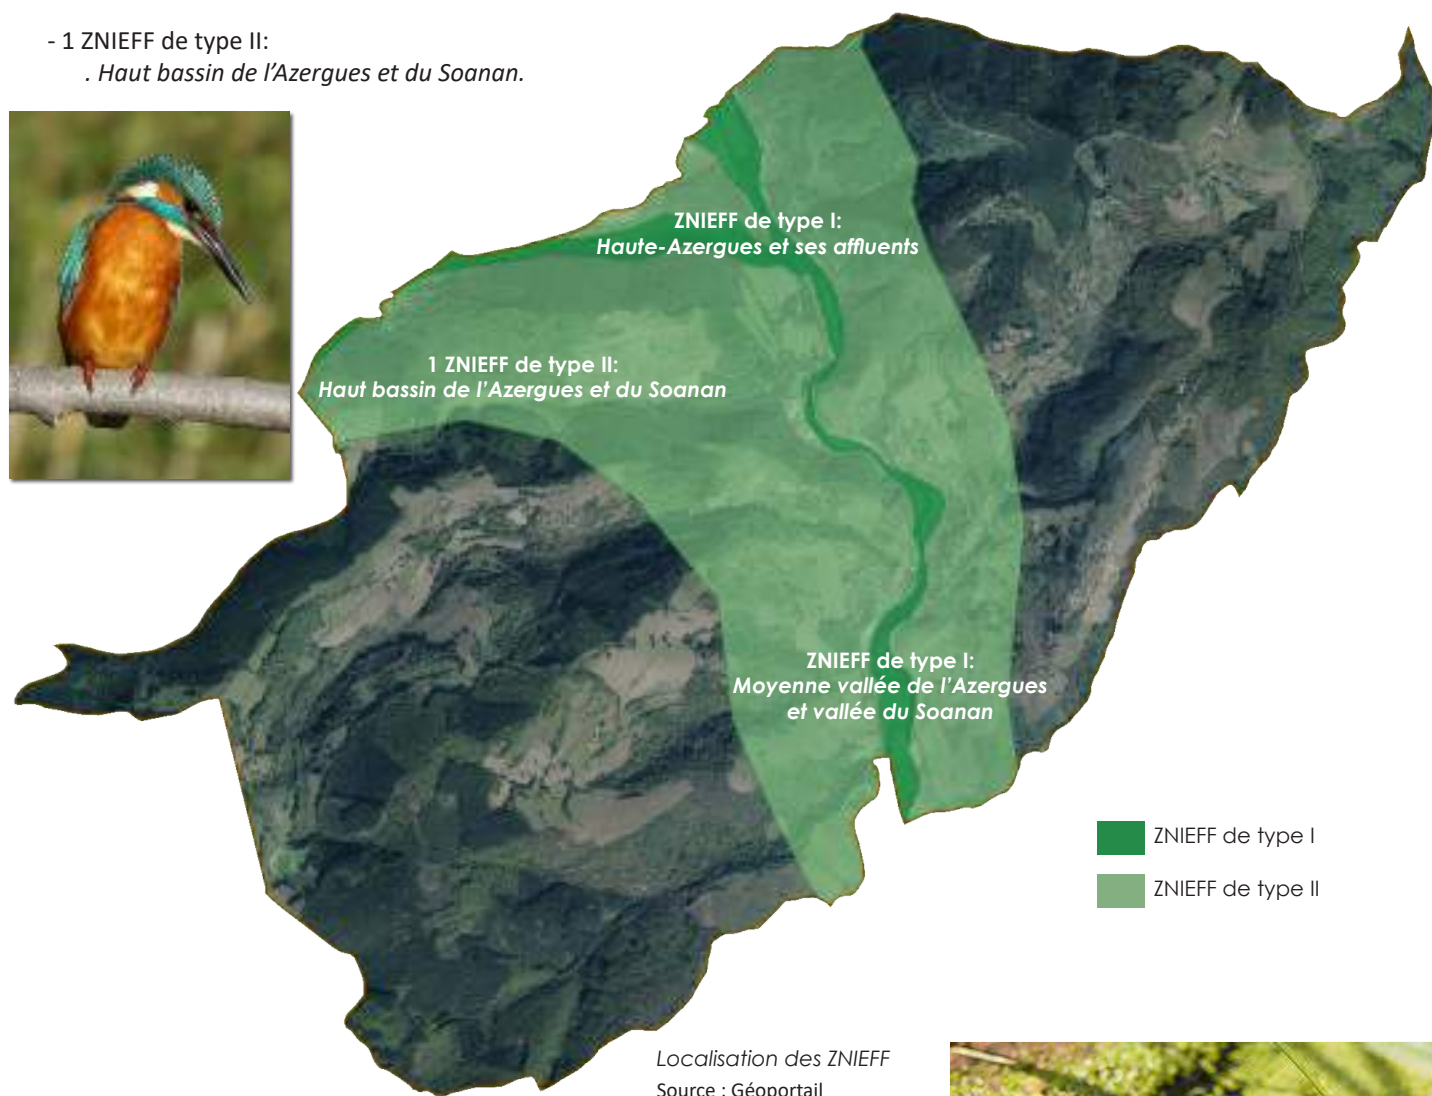 - 1 ZNIEFF de type II:
. Haut bassin de l'Azergues et du Soanan.
ZNIEFF de type I:
Haute-Azergues et ses affluents
1 ZNIEFF de type II:
Haut bassin de l'Azergues et du Soanan
ZNIEFF de type I:
Moyenne vallée de l'Azergues
et vallée du Soanan
ZNIEFF de type I
ZNIEFF de type II
Localisation des ZNIEFF
Source : Géoportail